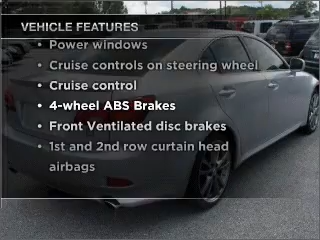 VEHICLE FEATURES
• Power windows
• Cruise controls on steering wheel
• Cruise control
• 4-wheel ABS Brakes
• Front Ventilated disc brakes
• 1st and 2nd row curtain head
airbags